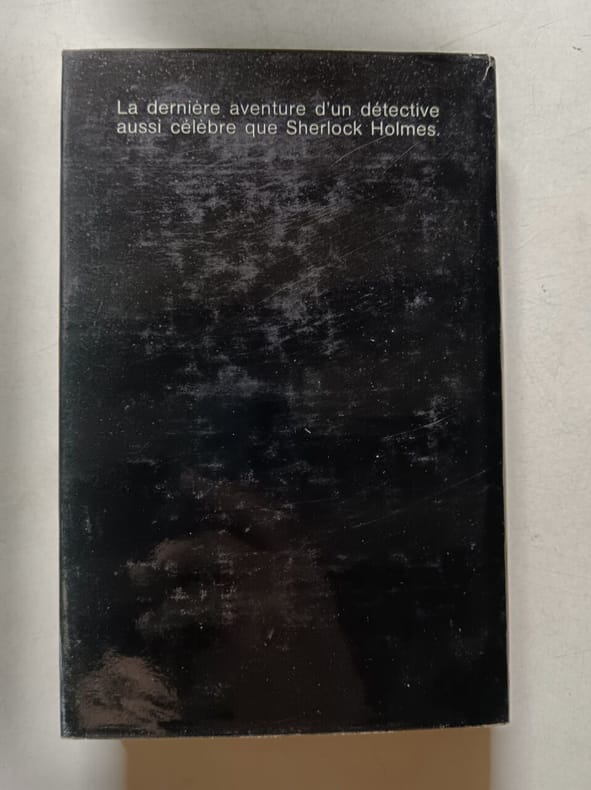 La dernière aventure d'un détective
aussi célèbre que Sherlock Holmes.